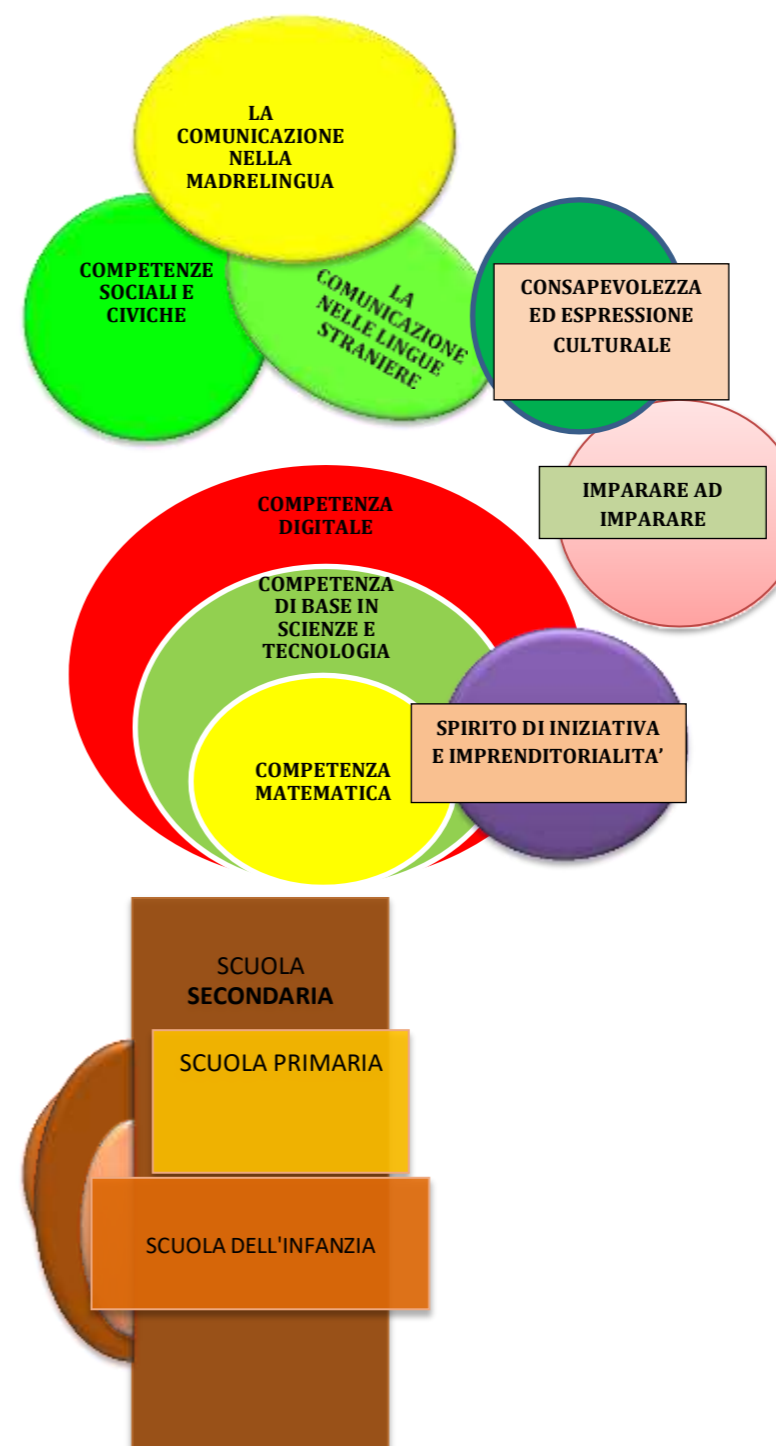 LA
COMUNICAZIONE
NELLA
MADRELINGUA
COMPETENZE
SOCIALI E
CIVICHE
LA
COMUNICAZIONE
NELLE LINGUE
STRANIERE
CONSAPEVOLEZZA
ED ESPRESSIONE
CULTURALE
IMPARARE AD
IMPARARE
COMPETENZA
DIGITALE
COMPETENZA
DI BASE IN
SCIENZE E
TECNOLOGIA
SPIRITO DI INIZIATIVA
E IMPRENDITORIALITA’
COMPETENZA
MATEMATICA
SCUOLA
SECONDARIA
SCUOLA PRIMARIA
SCUOLA DELL'INFANZIA